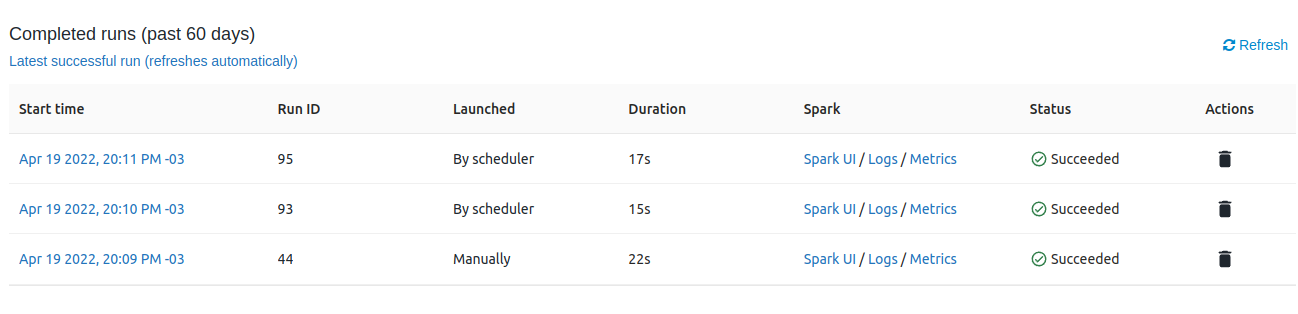 Completed runs (past 60 days)
Refresh
Latest successful run (refreshes automatically)
Start time Run ID Launched Duration Spark Status Actions
Apr 19 2022, 20:11 PM -03 95 By scheduler 17s Spark UI / Logs / Metrics Succeeded
Apr 19 2022, 20:10 PM -03 93 By scheduler 15s Spark UI / Logs / Metrics Succeeded
Apr 19 2022, 20:09 PM -03 44 Manually 22s Spark UI / Logs / Metrics Succeeded